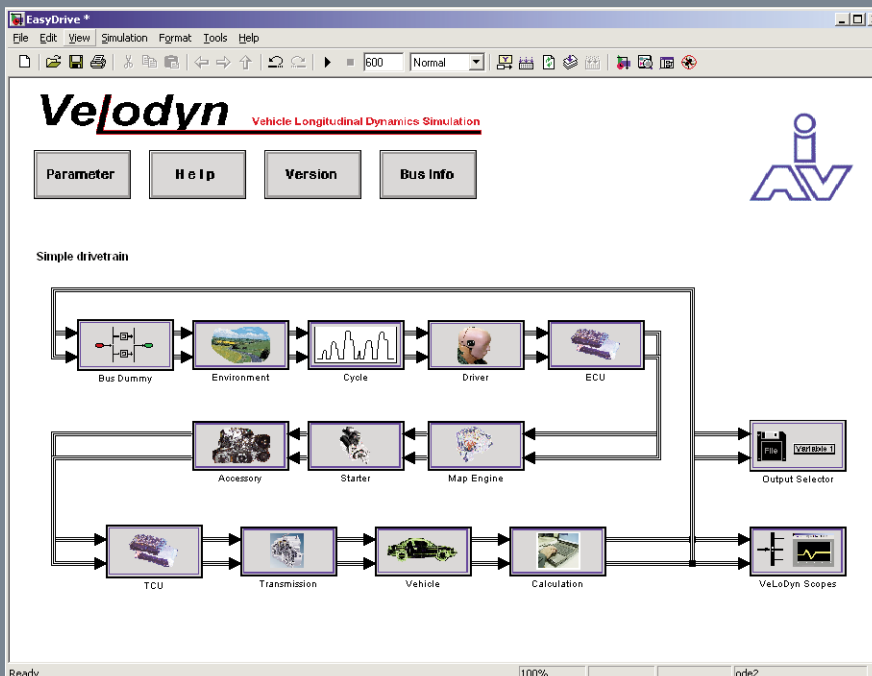 EasyDrive *
File Edit View Simulation Format Tools Help
600 Normal
Velodyn Vehicle Longitudinal Dynamics Simulation
iAV
Parameter Help Version Bus Info
Simple drivetrain
Bus Dummy Environment Cycle Driver ECU
File Variable 1
Accessory Starter Map Engine Output Selector
TCU Transmission Vehicle Calculation VeLoDyn Scopes
Ready 100% ode2